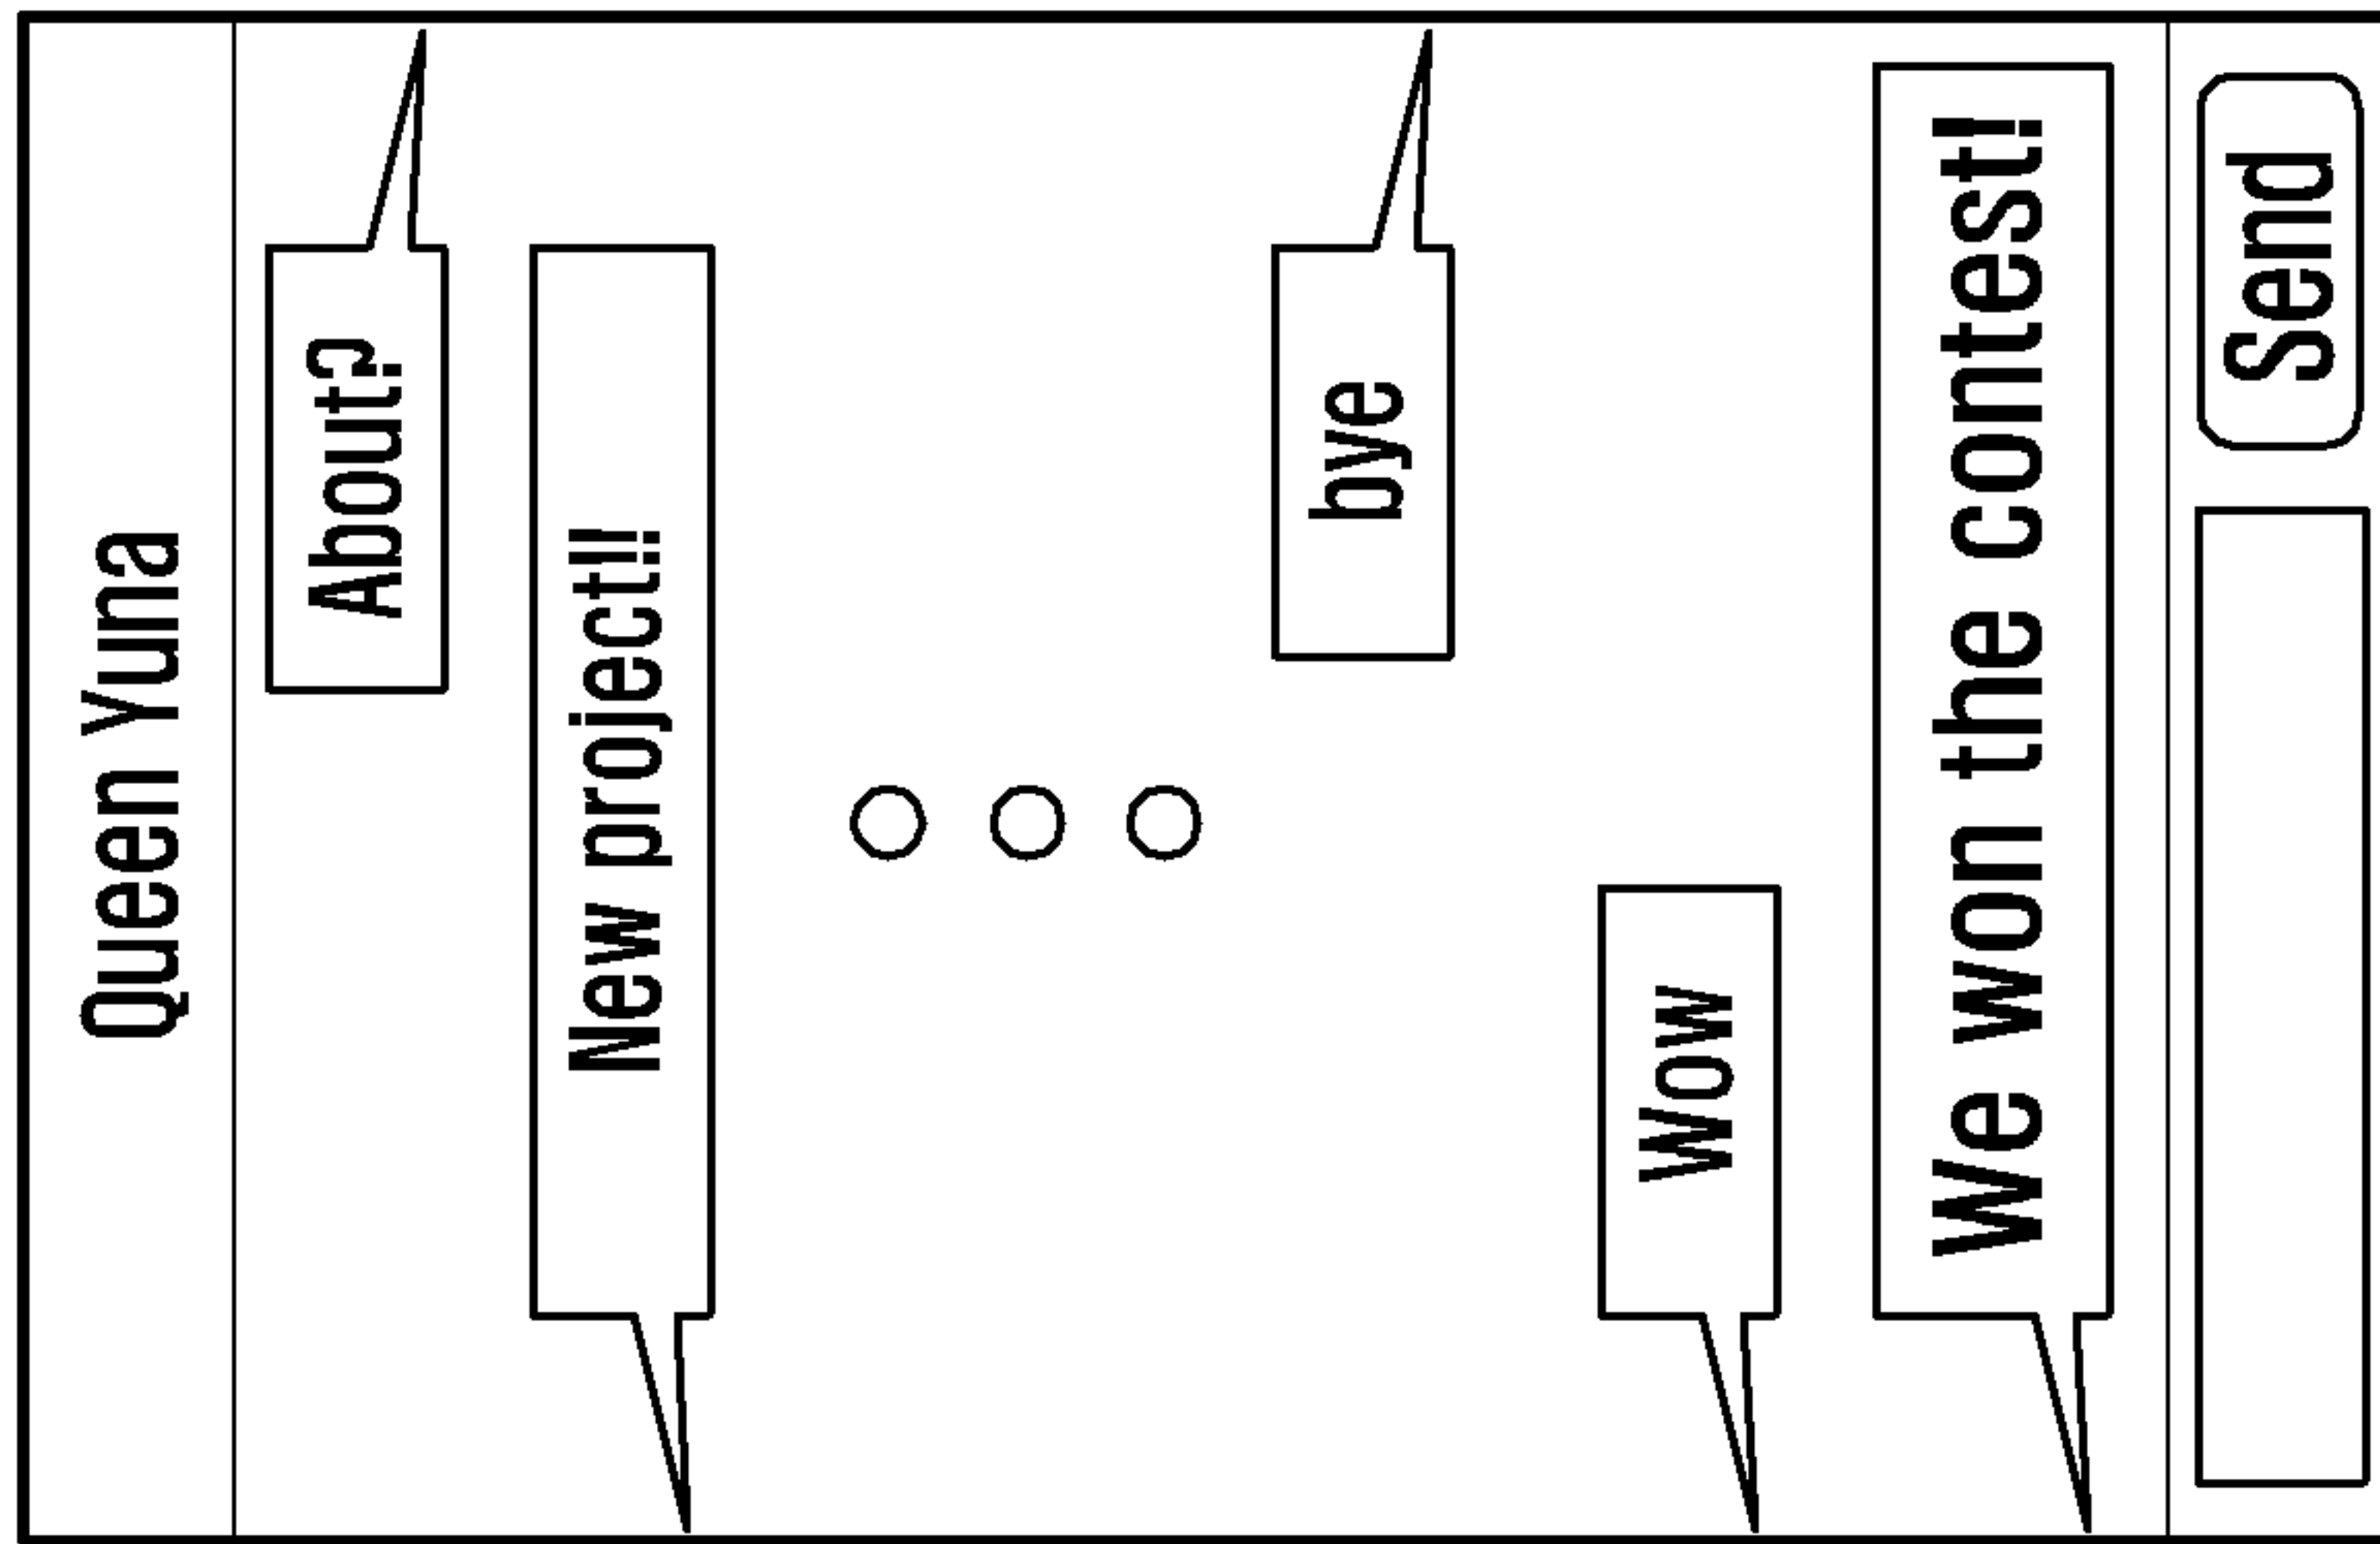 Queen Yuna
About?
New project!!
bye
Wow
We won the contest!
Send